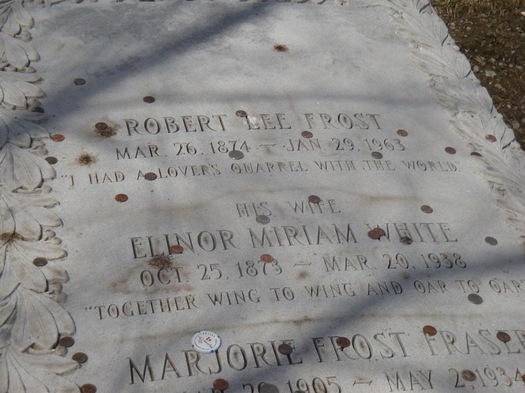 ROBERT LEE FROST
MAR. 26, 1874 — JAN. 29, 1963
"I HAD A LOVER'S QUARREL WITH THE WORLD."
HIS WIFE
ELINOR MIRIAM WHITE
OCT. 25, 1873 — MAR. 20, 1938
"TOGETHER WING TO WING AND OAR TO OAR"
MARJORIE FROST FRASER
1905 — MAY 2, 1934